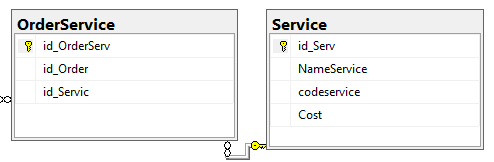 OrderService
id_OrderServ
id_Order
id_Servic
Service
id_Serv
NameService
codeservice
Cost